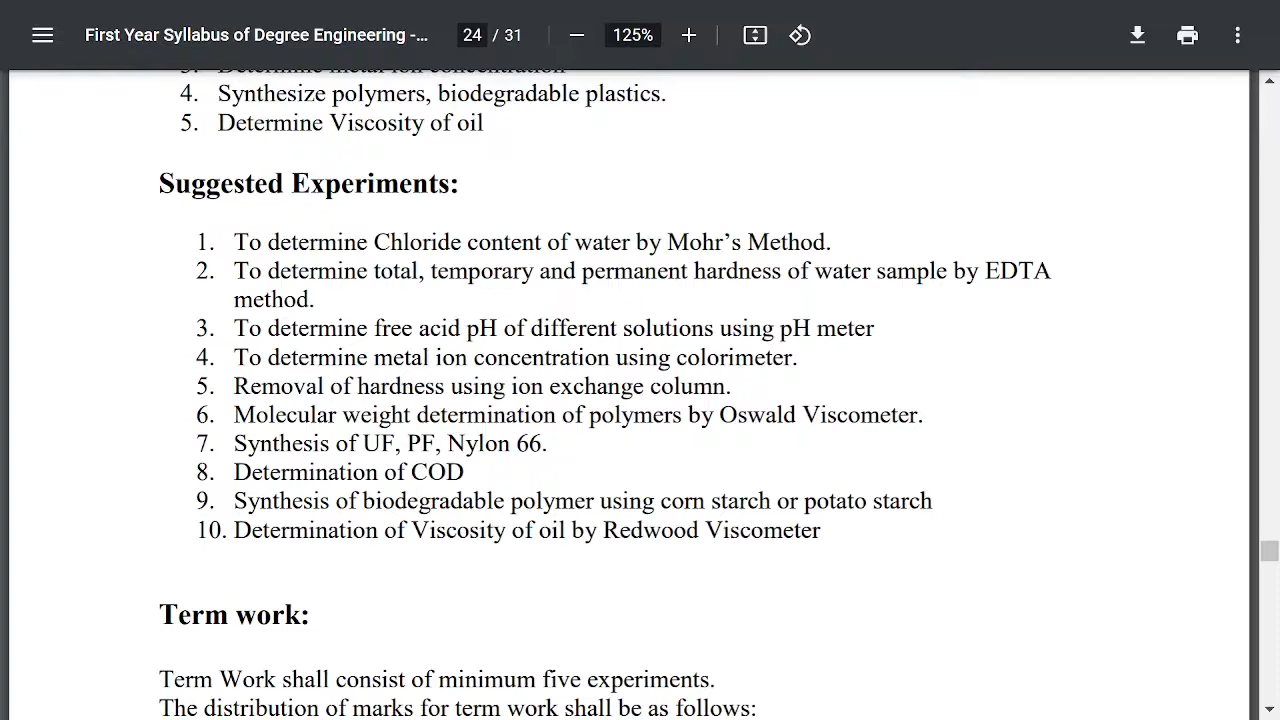 First Year Syllabus of Degree Engineering -... 24 / 31 125%
3. Determine metal ion concentration
4. Synthesize polymers, biodegradable plastics.
5. Determine Viscosity of oil
Suggested Experiments:
1. To determine Chloride content of water by Mohr’s Method.
2. To determine total, temporary and permanent hardness of water sample by EDTA
method.
3. To determine free acid pH of different solutions using pH meter
4. To determine metal ion concentration using colorimeter.
5. Removal of hardness using ion exchange column.
6. Molecular weight determination of polymers by Oswald Viscometer.
7. Synthesis of UF, PF, Nylon 66.
8. Determination of COD
9. Synthesis of biodegradable polymer using corn starch or potato starch
10. Determination of Viscosity of oil by Redwood Viscometer
Term work:
Term Work shall consist of minimum five experiments.
The distribution of marks for term work shall be as follows: